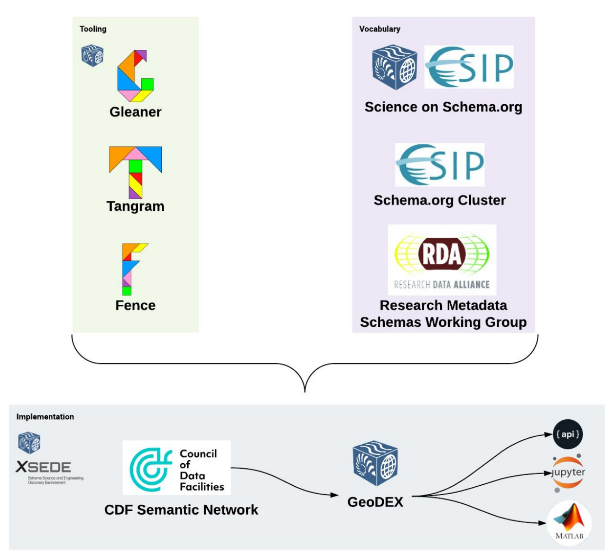 Tooling
Gleaner
Tangram
Fence
Vocabulary
ESIP
Science on Schema.org
ESIP
Schema.org Cluster
RDA
RESEARCH DATA ALLIANCE
Research Metadata
Schemas Working Group
Implementation
XSEDE
Extreme Science and Engineering
Discovery Environment
Council
of
Data
Facilities
CDF Semantic Network
GeoDEX
{ api }
jupyter
MATLAB